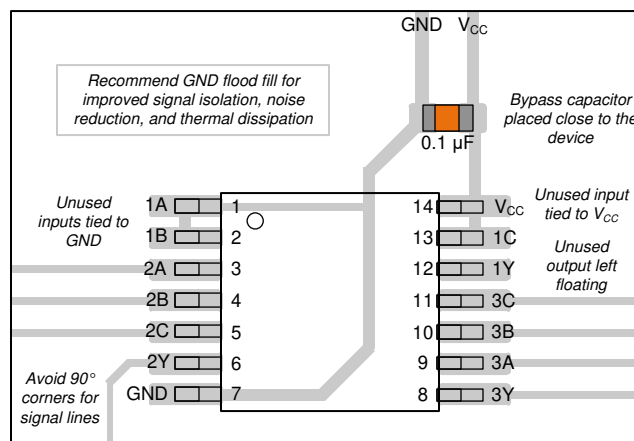 GND VCC
Recommend GND flood fill for
improved signal isolation, noise
reduction, and thermal dissipation
Bypass capacitor
placed close to the
device
0.1 µF
Unused
inputs tied to
GND
1A 1
1B 2
2A 3
2B 4
2C 5
2Y 6
GND 7
14 VCC
13 1C
12 1Y
11 3C
10 3B
9 3A
8 3Y
Unused input
tied to VCC
Unused
output left
floating
Avoid 90°
corners for
signal lines